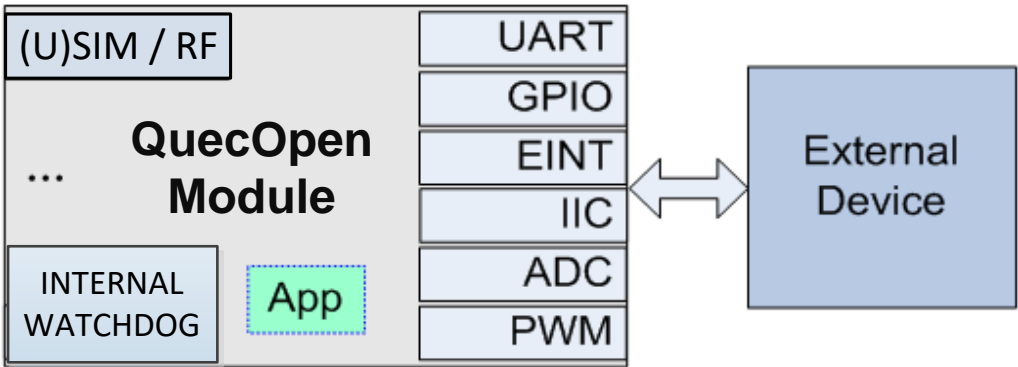 (U)SIM / RF
...
QuecOpen
Module
INTERNAL
WATCHDOG
App
UART
GPIO
EINT
IIC
ADC
PWM
External
Device